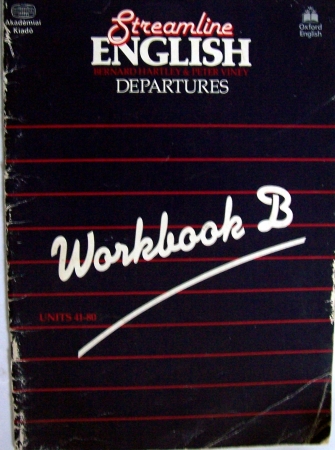 Akadémiai
Kiadó
Oxford
English
Streamline
ENGLISH
BERNARD HARTLEY & PETER VINEY
DEPARTURES
Workbook B
UNITS 41-80